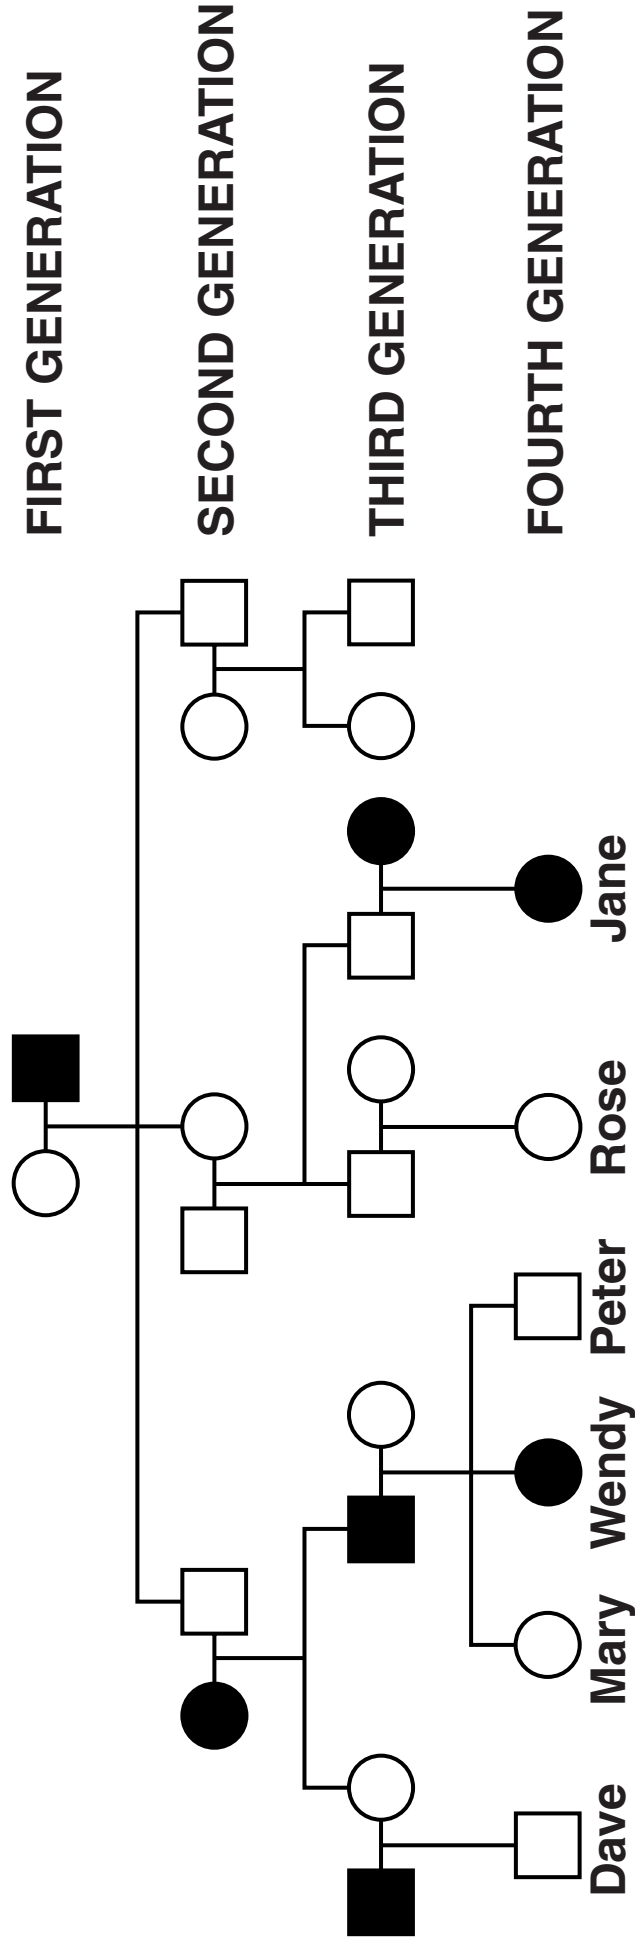 FIRST GENERATION
SECOND GENERATION
THIRD GENERATION
FOURTH GENERATION
Dave Mary Wendy Peter Rose Jane